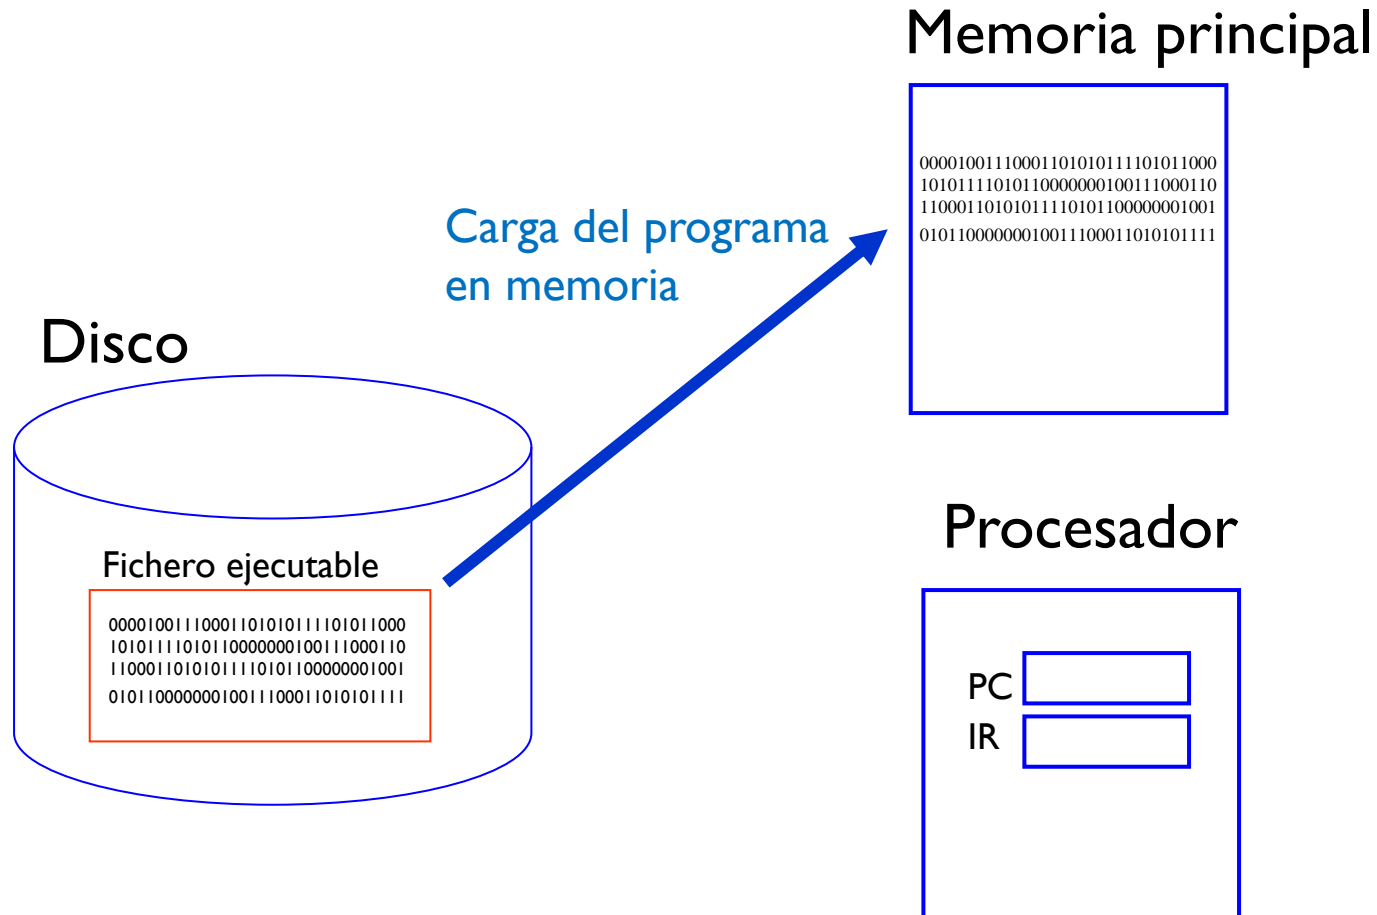 Memoria principal
00001001110001101010111101011000
10101111010110000000100111000110
11000110101011110101100000001001
01011000000010011100011010101111
Carga del programa
en memoria
Disco
Fichero ejecutable
00001001110001101010111101011000
10101111010110000000100111000110
11000110101011110101100000001001
01011000000010011100011010101111
Procesador
PC
IR